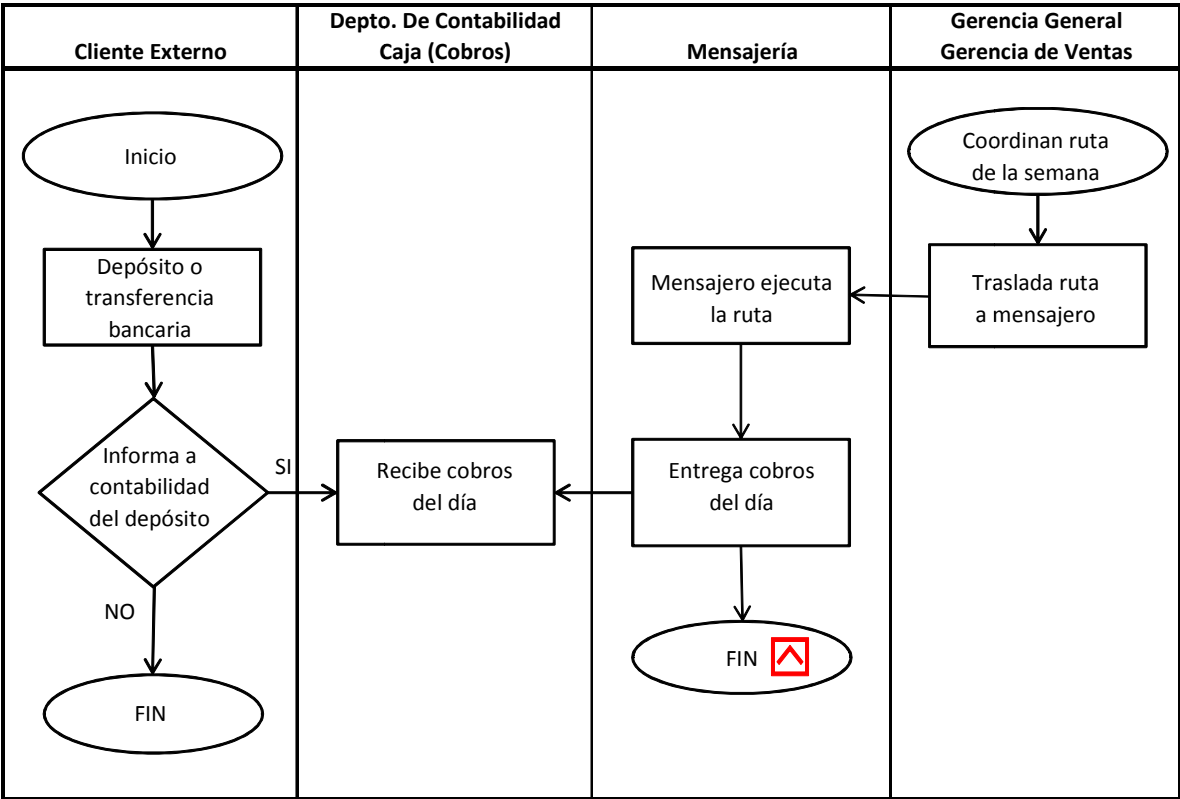 Cliente Externo
Depto. De Contabilidad
Caja (Cobros)
Mensajería
Gerencia General
Gerencia de Ventas
Inicio
Coordinan ruta
de la semana
Depósito o
transferencia
bancaria
Mensajero ejecuta
la ruta
Traslada ruta
a mensajero
Informa a
contabilidad
del depósito
SI
Recibe cobros
del día
Entrega cobros
del día
NO
FIN
FIN